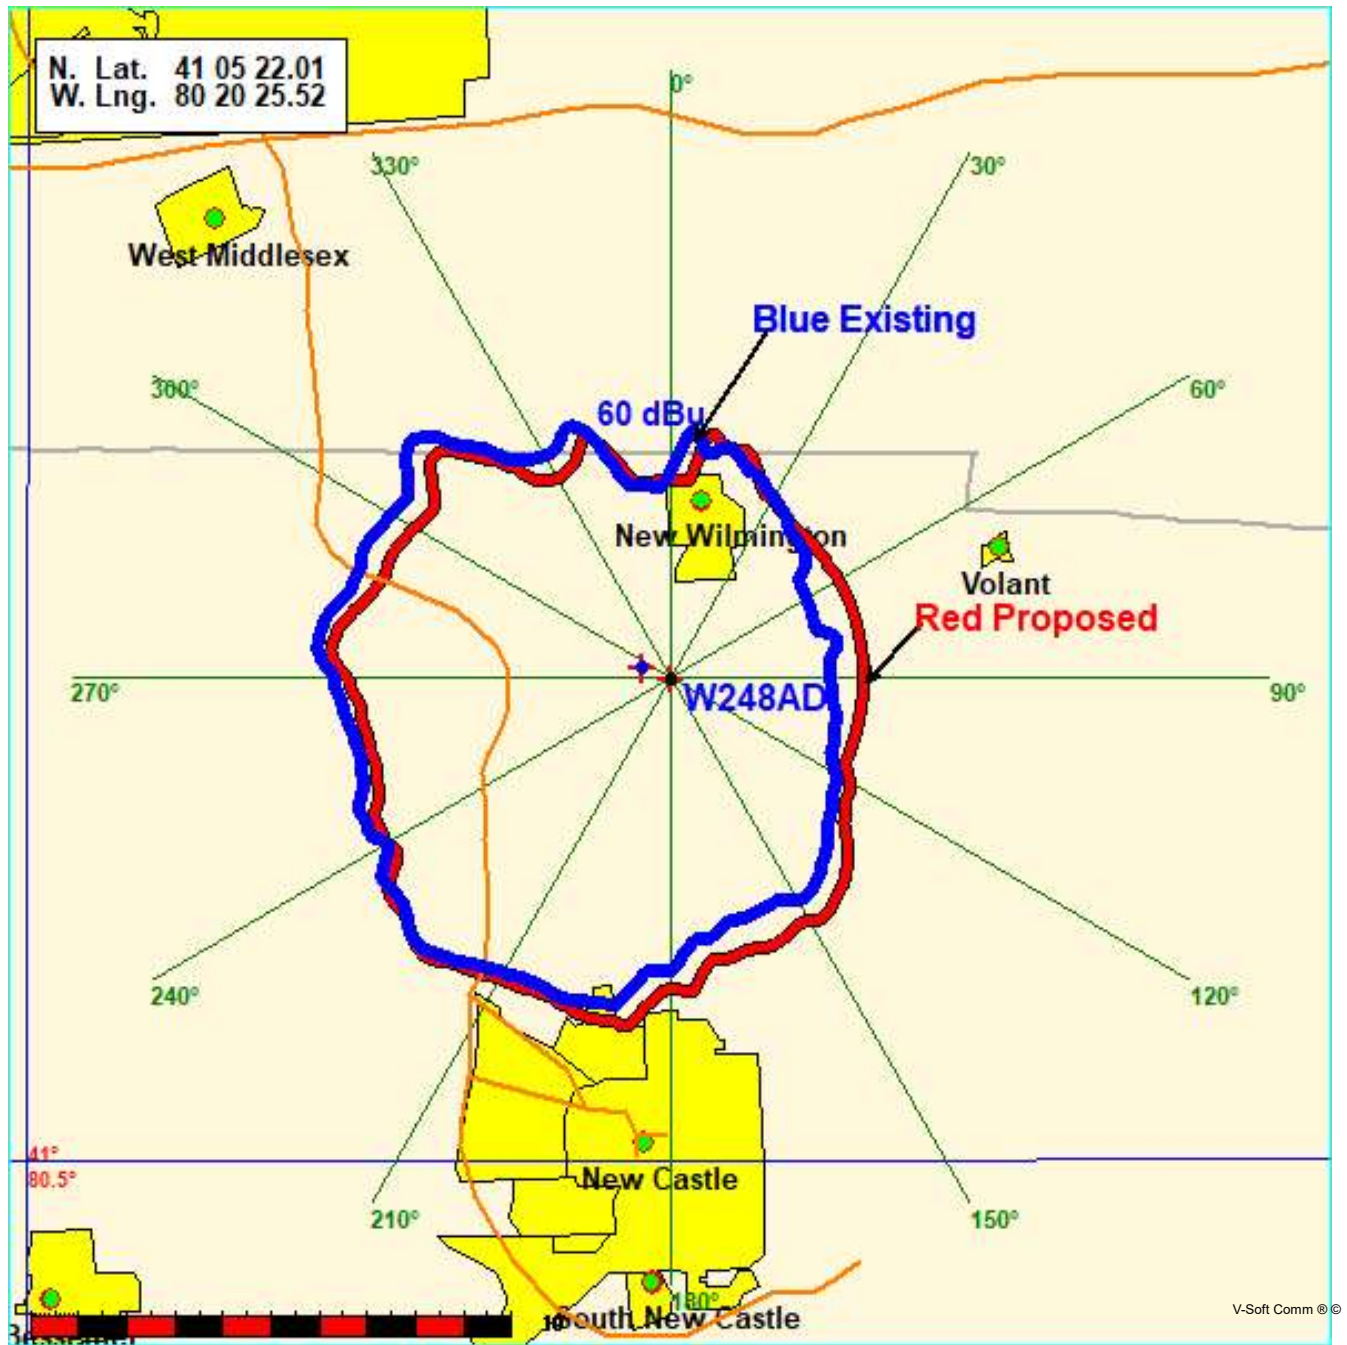 N. Lat. 41 05 22.01
W. Lng. 80 20 25.52
0°
330°
30°
West Middlesex
Blue Existing
300°
60°
60 dBu
New Wilmington
Volant
Red Proposed
270°
W248AD
90°
240°
120°
41°
80.5°
New Castle
210°
150°
180°
South New Castle
V-Soft Comm ® ©